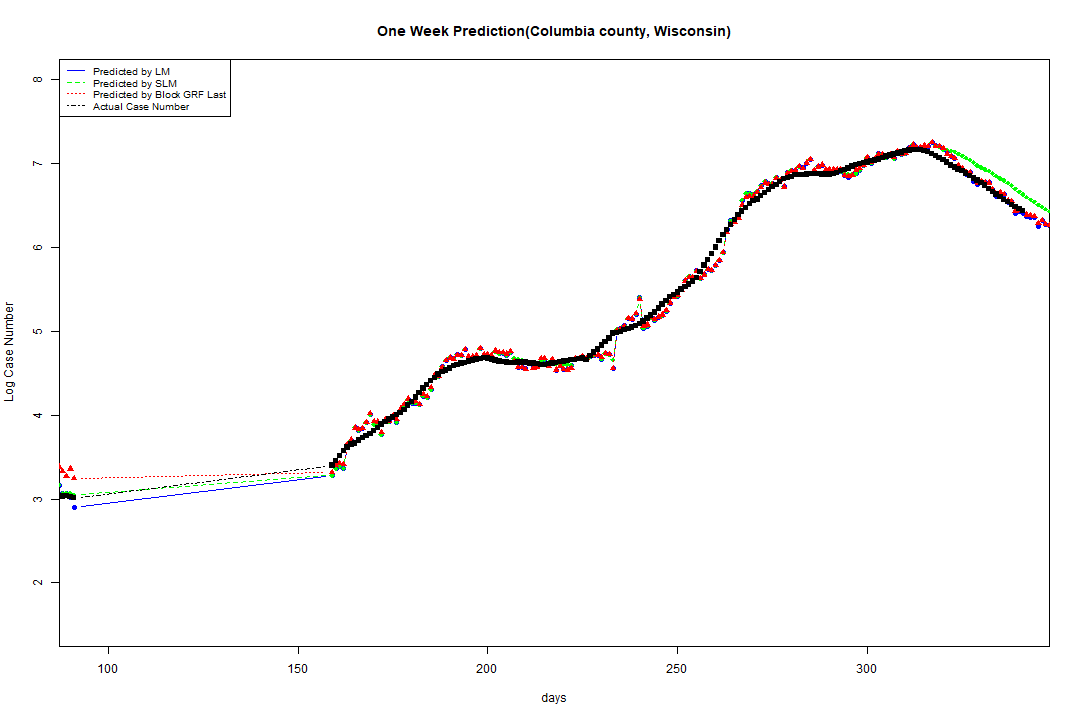 One Week Prediction(Columbia county, Wisconsin)
Predicted by LM
Predicted by SLM
Predicted by Block GRF Last
Actual Case Number
8
7
6
5
4
3
2
Log Case Number
100 150 200 250 300
days